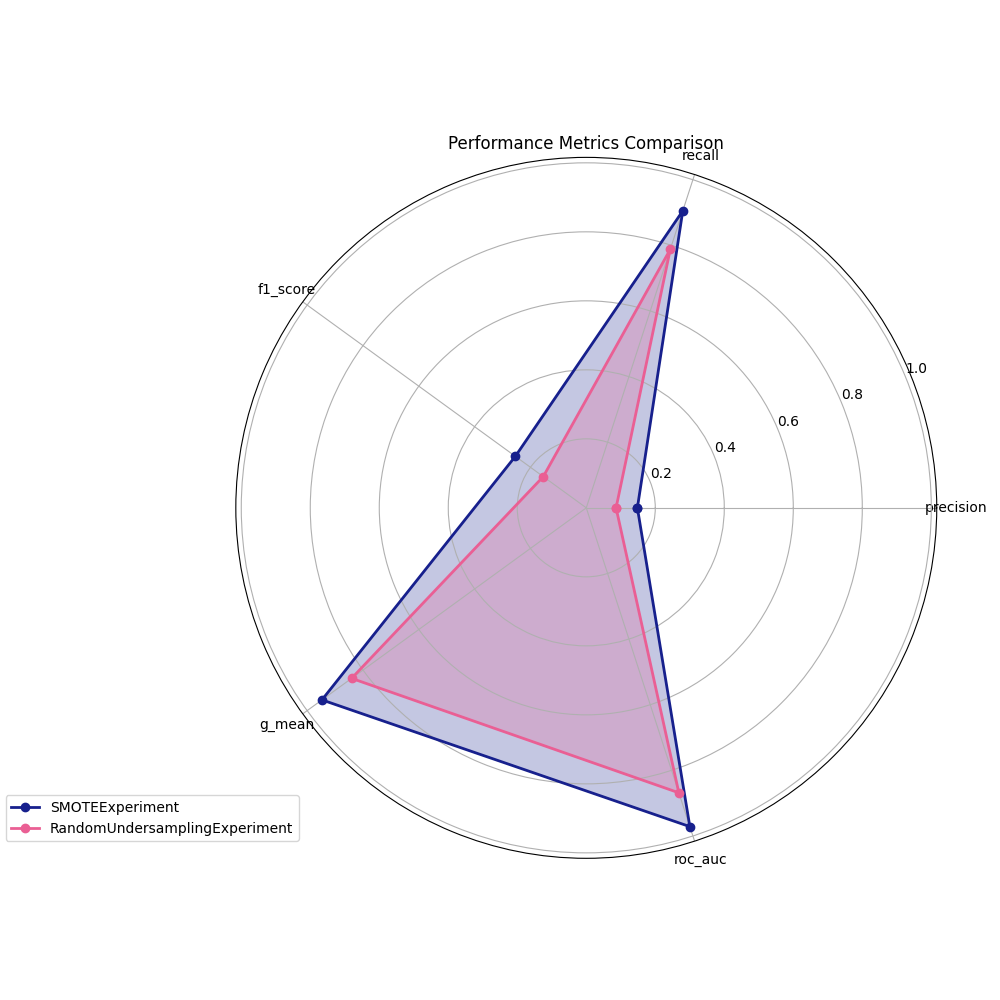 Performance Metrics Comparison
recall
f1_score
1.0
0.8
0.6
0.4
0.2
precision
g_mean
roc_auc
SMOTEExperiment
RandomUndersamplingExperiment